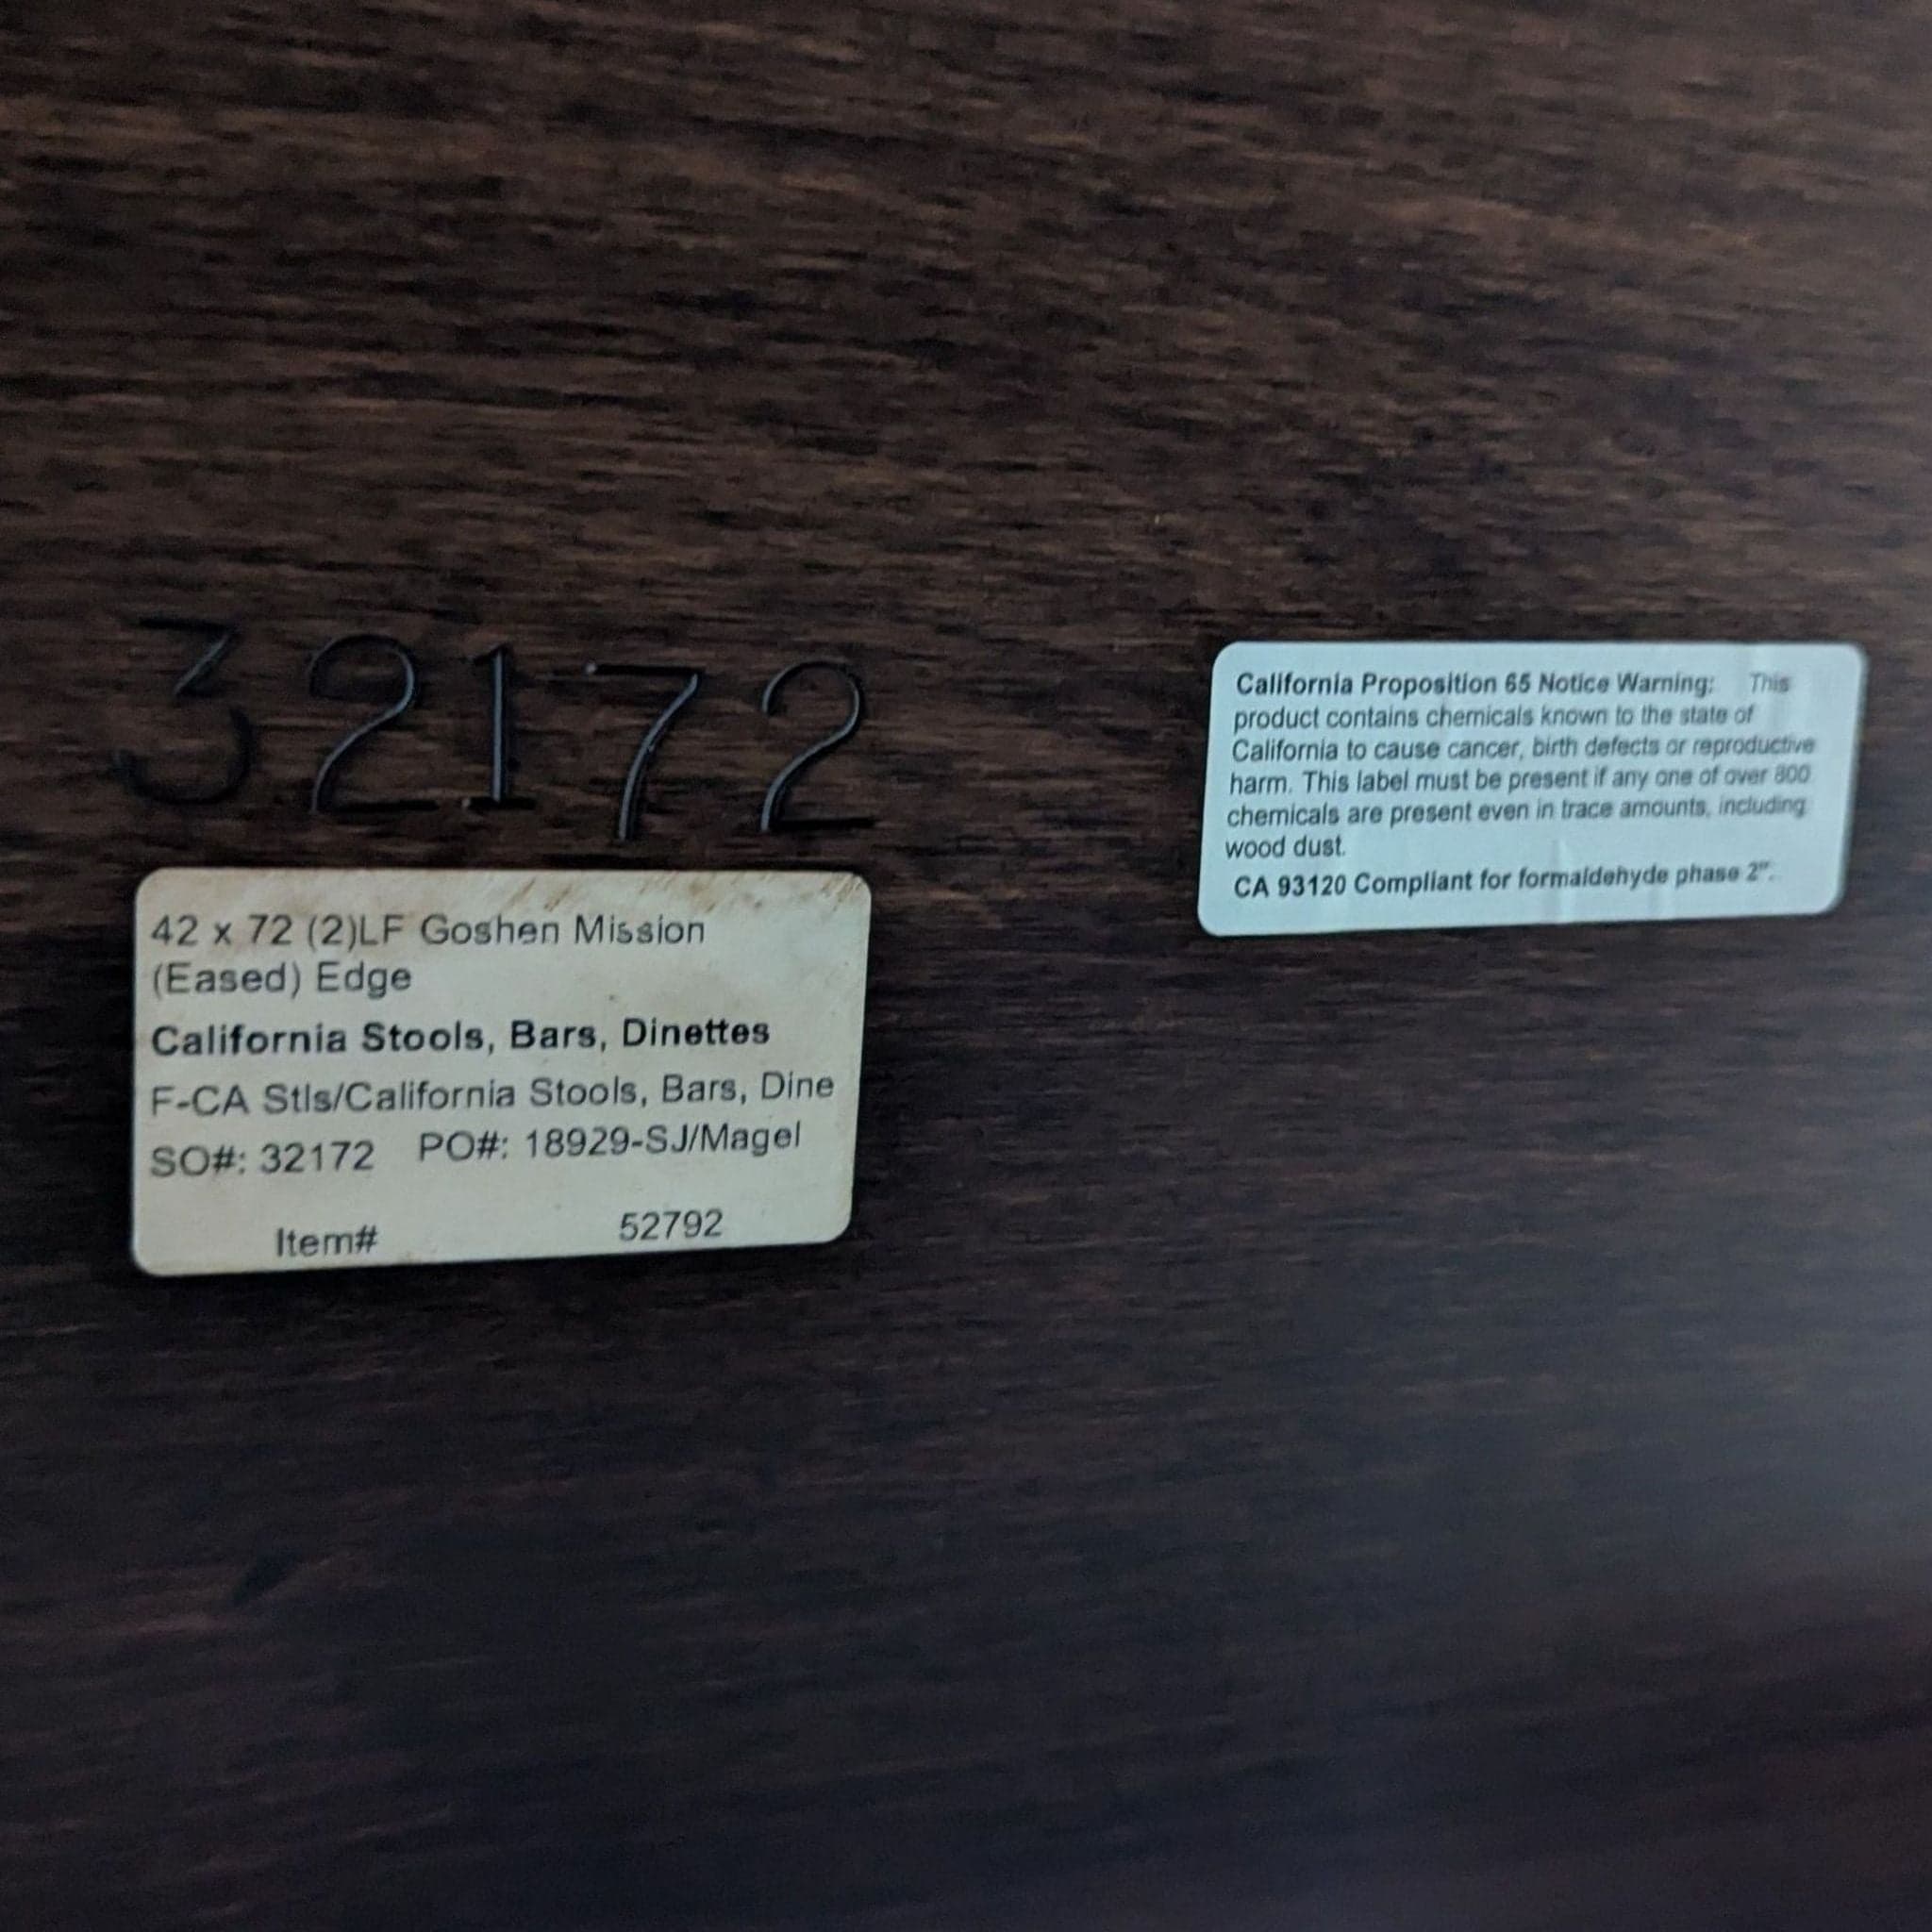 32172
42 x 72 (2)LF Goshen Mission
(Eased) Edge
California Stools, Bars, Dinettes
F-CA Stls/California Stools, Bars, Dine
SO#: 32172 PO#: 18929-SJ/Magel
Item# 52792
California Proposition 65 Notice Warning: This
product contains chemicals known to the state of
California to cause cancer, birth defects or reproductive
harm. This label must be present if any one of over 800
chemicals are present even in trace amounts, including
wood dust.
CA 93120 Compliant for formaldehyde phase 2".